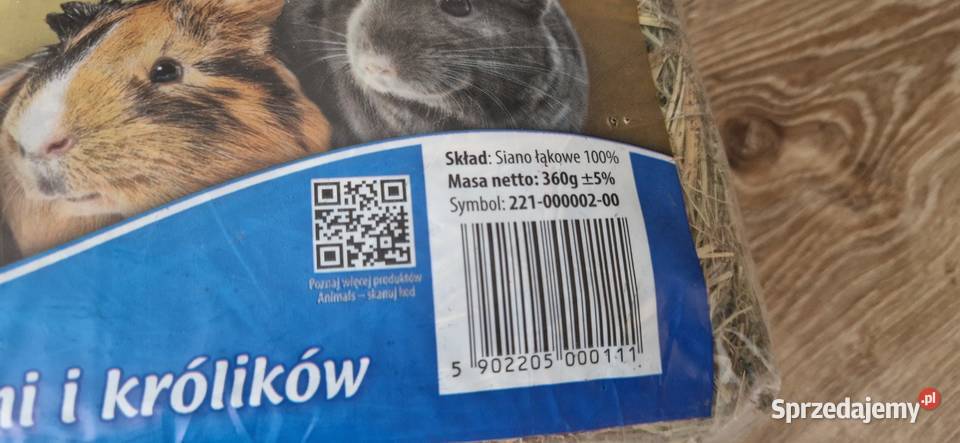 Skład: Siano łąkowe 100%
Masa netto: 360g ±5%
Symbol: 221-000002-00
Poznaj więcej produktów
Animals – skanuj kod
5 902205 000111
i królików
Sprzedajemy.pl